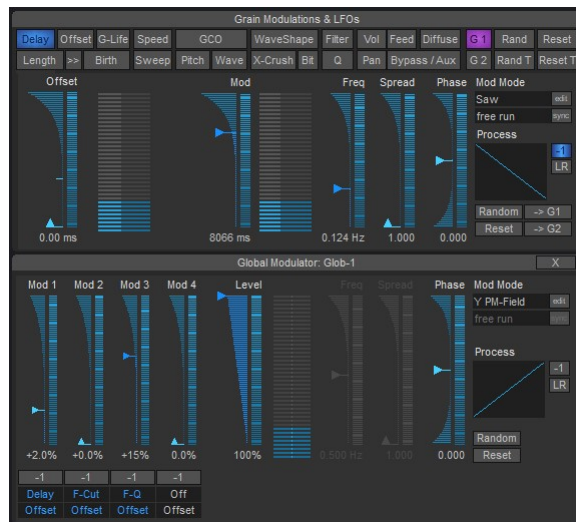 Grain Modulations & LFOs
Delay Offset G-Life Speed GCO WaveShape Filter Vol Feed Diffuse G 1 Rand Reset
Length >> Birth Sweep Pitch Wave X-Crush Bit Q Pan Bypass / Aux G 2 Rand T Reset T
Offset Mod Freq Spread Phase Mod Mode
Saw edit
free run sync
Process
-1
LR
Random -> G1
Reset -> G2
0.00 ms 8066 ms 0.124 Hz 1.000 0.000
Global Modulator: Glob-1 X
Mod 1 Mod 2 Mod 3 Mod 4 Level Freq Spread Phase Mod Mode
Y PM-Field edit
free run sync
Process
-1
LR
Random
+2.0% +0.0% +15% 0.0% 100% 0.500 Hz 1.000 0.000 Reset
-1 -1 -1 -1
Delay F-Cut F-Q Off
Offset Offset Offset Offset